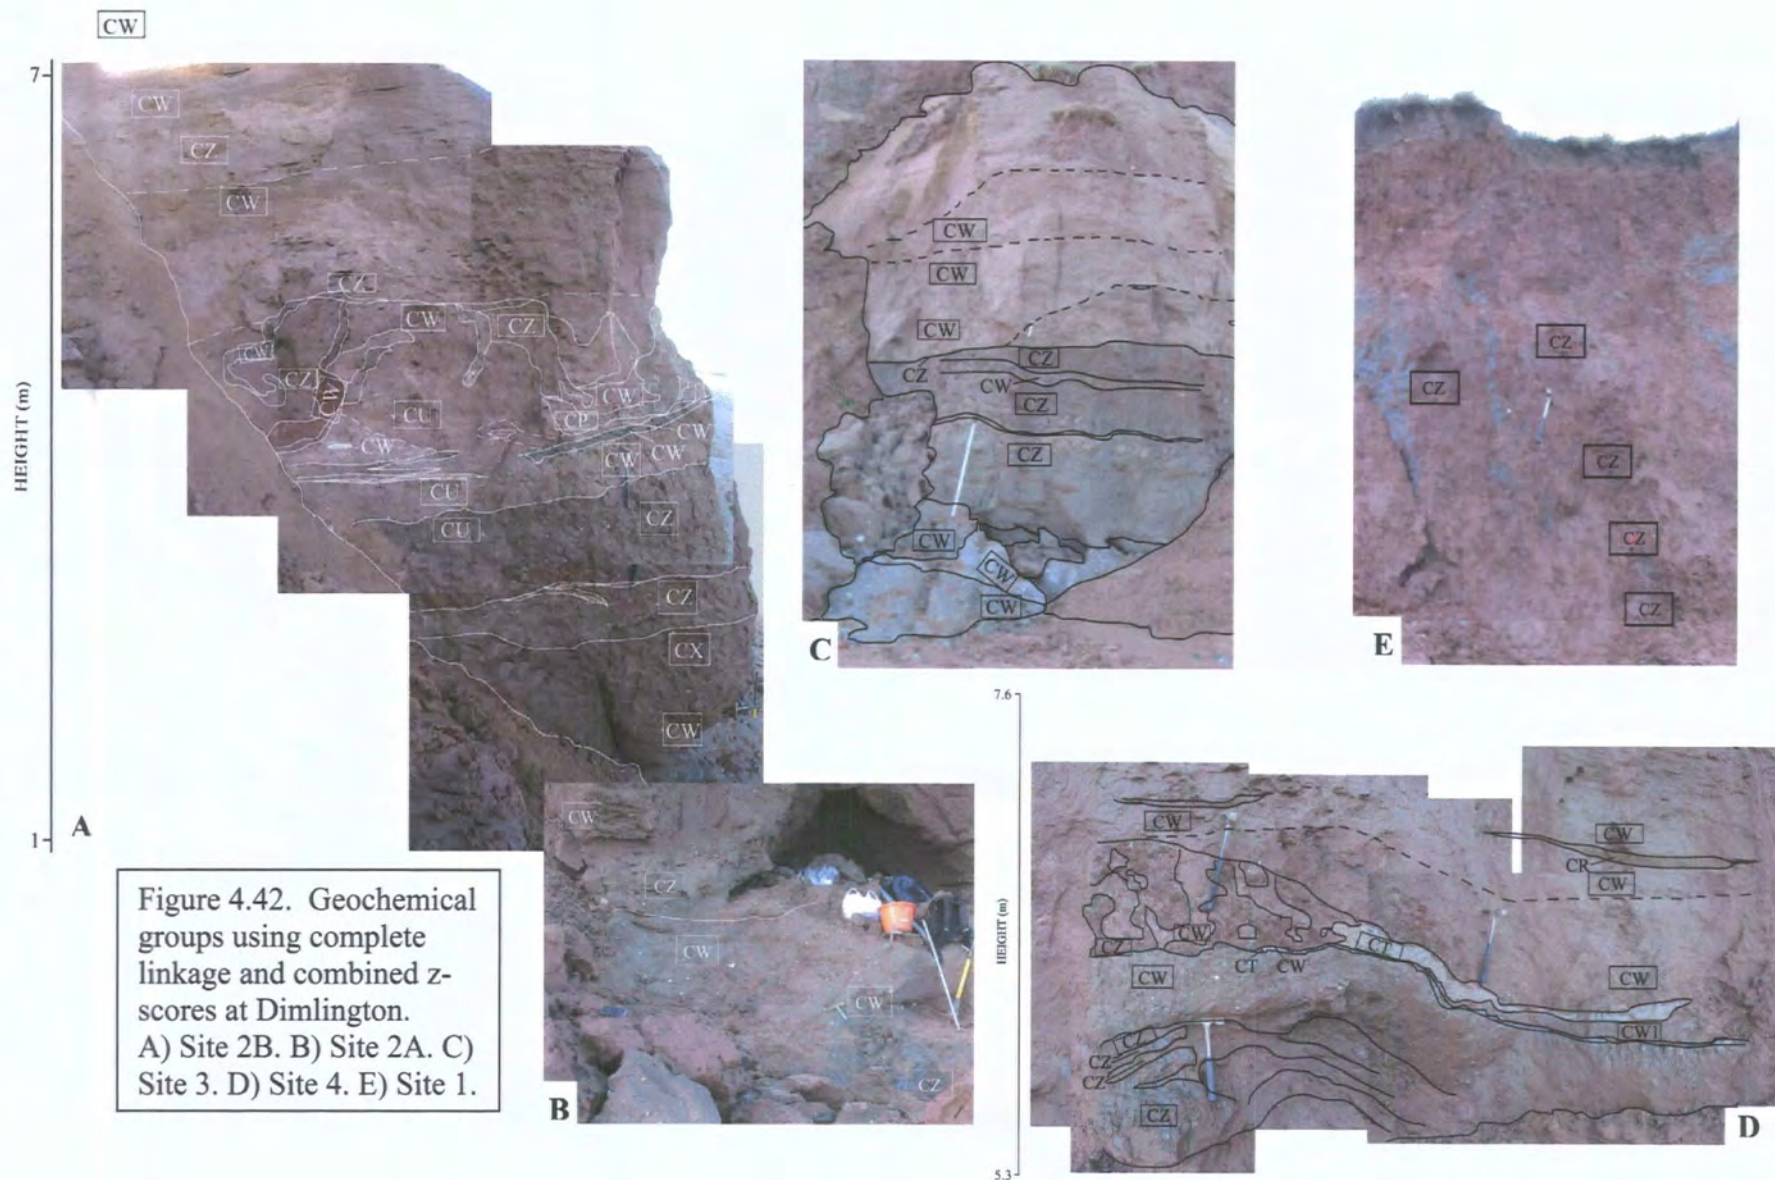 CW
7
HEIGHT (m)
1
CW
CZ
CW
CZ
CW
CZ
CW
CZ
CW
CU
CP
CW
CW
CW
CW
CW
CU
CU
CZ
CZ
CX
CW
A
CW
CZ
CW
CW
CZ
B
CW
CW
CW
CZ
CZ
CW
CZ
CZ
CW
CW
CW
C
CZ
CZ
CZ
CZ
CZ
E
7.6
HEIGHT (m)
5.3
CW
CW
CR
CW
CZ
CW
CT
CT
CW
CW
CW
CW1
CZ
CZ
CZ
CZ
D
Figure 4.42. Geochemical
groups using complete
linkage and combined z-
scores at Dimlington.
A) Site 2B. B) Site 2A. C)
Site 3. D) Site 4. E) Site 1.